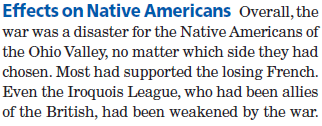 Effects on Native Americans Overall, the
war was a disaster for the Native Americans of
the Ohio Valley, no matter which side they had
chosen. Most had supported the losing French.
Even the Iroquois League, who had been allies
of the British, had been weakened by the war.